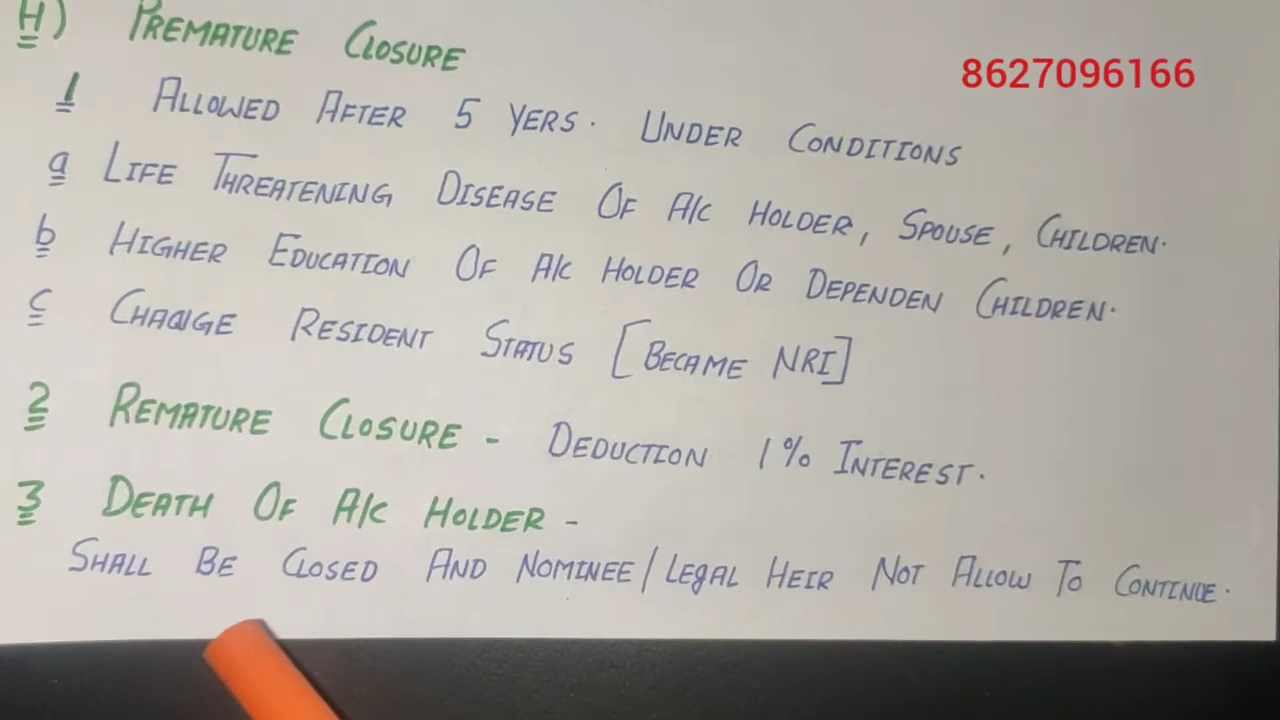 H) PREMATURE CLOSURE
8627096166
1 ALLOWED AFTER 5 YERS. UNDER CONDITIONS
a LIFE THREATENING DISEASE OF A/C HOLDER, SPOUSE, CHILDREN.
b HIGHER EDUCATION OF A/C HOLDER OR DEPENDEN CHILDREN.
c CHANGE RESIDENT STATUS [BECAME NRI]
2 REMATURE CLOSURE - DEDUCTION 1% INTEREST.
3 DEATH OF A/C HOLDER -
SHALL BE CLOSED AND NOMINEE/LEGAL HEIR NOT ALLOW TO CONTINUE.